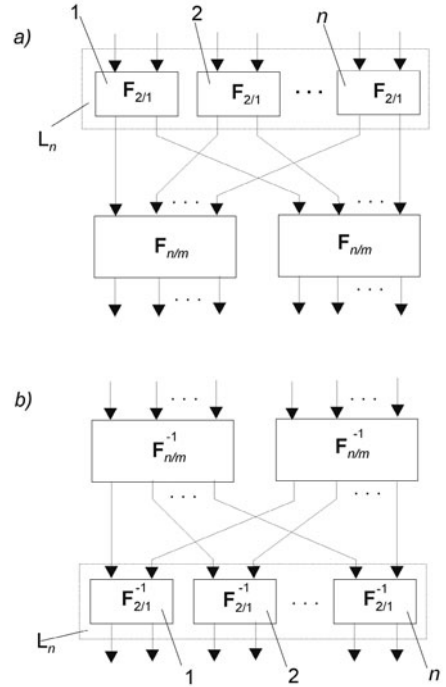 a)
1 2 n
F2/1 F2/1 . . . F2/1
Ln
. . . . . .
Fn/m Fn/m
. . . . . .
b)
. . . . . .
F-1n/m F-1n/m
. . . . . .
F-12/1 F-12/1 . . . F-12/1
Ln
1 2 n